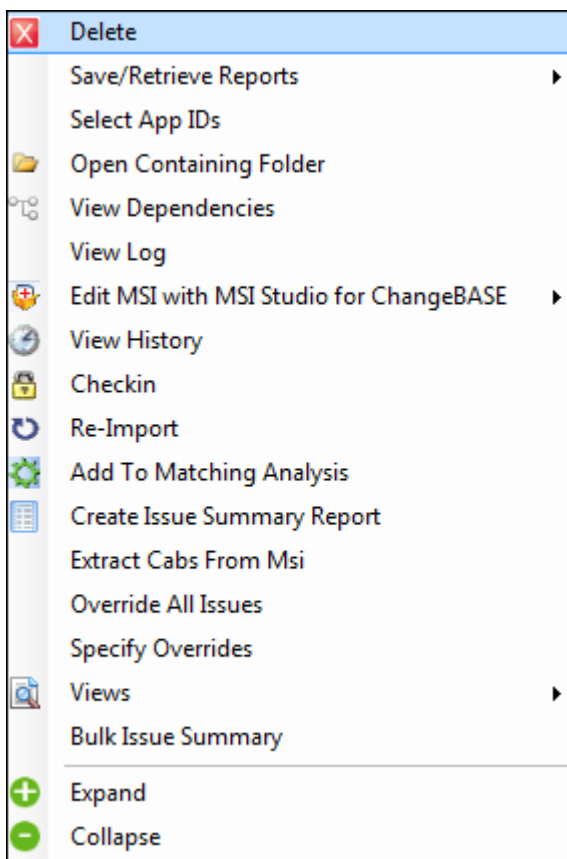 Delete
Save/Retrieve Reports
Select App IDs
Open Containing Folder
View Dependencies
View Log
Edit MSI with MSI Studio for ChangeBASE
View History
Checkin
Re-Import
Add To Matching Analysis
Create Issue Summary Report
Extract Cabs From Msi
Override All Issues
Specify Overrides
Views
Bulk Issue Summary
Expand
Collapse